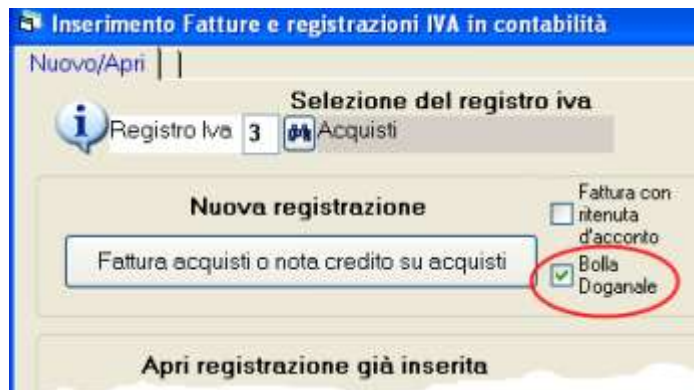 Inserimento Fatture e registrazioni IVA in contabilità
Nuovo/Apri
Selezione del registro iva
Registro Iva 3 Acquisti
Nuova registrazione
Fattura con
ritenuta
d'acconto
Fattura acquisti o nota credito su acquisti
Bolla
Doganale
Apri registrazione già inserita